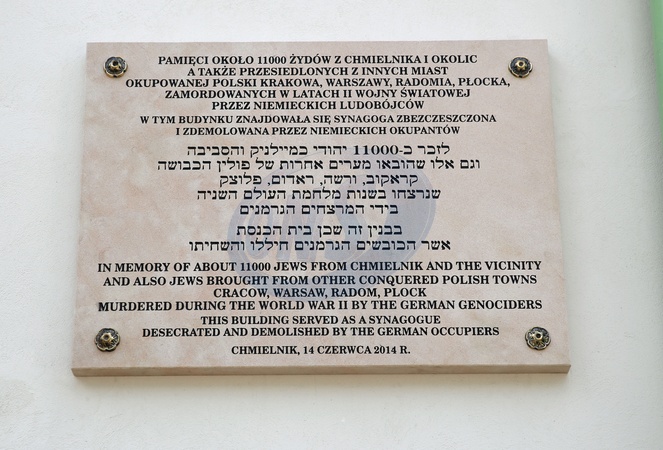 PAMIĘCI OKOŁO 11000 ŻYDÓW Z CHMIELNIKA I OKOLIC
A TAKŻE PRZESIEDLONYCH Z INNYCH MIAST
OKUPOWANEJ POLSKI KRAKOWA, WARSZAWY, RADOMIA, PŁOCKA,
ZAMORDOWANYCH W LATACH II WOJNY ŚWIATOWEJ
PRZEZ NIEMIECKICH LUDOBÓJCÓW
W TYM BUDYNKU ZNAJDOWAŁA SIĘ SYNAGOGA ZBEZCZESZCZONA
I ZDEMOLOWANA PRZEZ NIEMIECKICH OKUPANTÓW
לזכר כ-11000 יהודי כמיילניק והסביבה
וגם אלו שהובאו מערים אחרות של פולין הכבושה
קראקוב, ורשה, ראדום, פלוצק
שנרצחו בשנות מלחמת העולם השניה
בידי המרצחים הגרמנים
בבנין זה שכן בית הכנסת
אשר הכובשים הגרמנים חיללו והשחיתו
IN MEMORY OF ABOUT 11000 JEWS FROM CHMIELNIK AND THE VICINITY
AND ALSO JEWS BROUGHT FROM OTHER CONQUERED POLISH TOWNS
CRACOW, WARSAW, RADOM, PLOCK
MURDERED DURING THE WORLD WAR II BY THE GERMAN GENOCIDERS
THIS BUILDING SERVED AS A SYNAGOGUE
DESECRATED AND DEMOLISHED BY THE GERMAN OCCUPIERS
CHMIELNIK, 14 CZERWCA 2014 R.